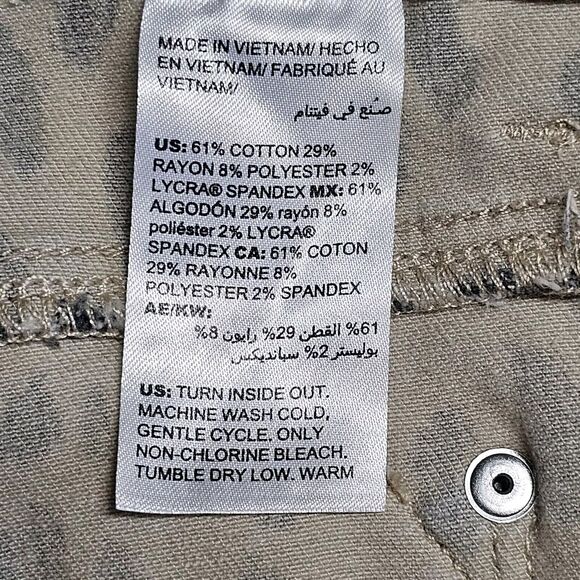 MADE IN VIETNAM/ HECHO
EN VIETNAM/ FABRIQUÉ AU
VIETNAM/
صنع في فيتنام
US: 61% COTTON 29%
RAYON 8% POLYESTER 2%
LYCRA® SPANDEX MX: 61%
ALGODÓN 29% rayón 8%
poliéster 2% LYCRA®
SPANDEX CA: 61% COTON
29% RAYONNE 8%
POLYESTER 2% SPANDEX
AE/KW:
61% القطن 29% رايون 8%
بوليستر 2% سبانديكس
US: TURN INSIDE OUT.
MACHINE WASH COLD,
GENTLE CYCLE. ONLY
NON-CHLORINE BLEACH.
TUMBLE DRY LOW. WARM